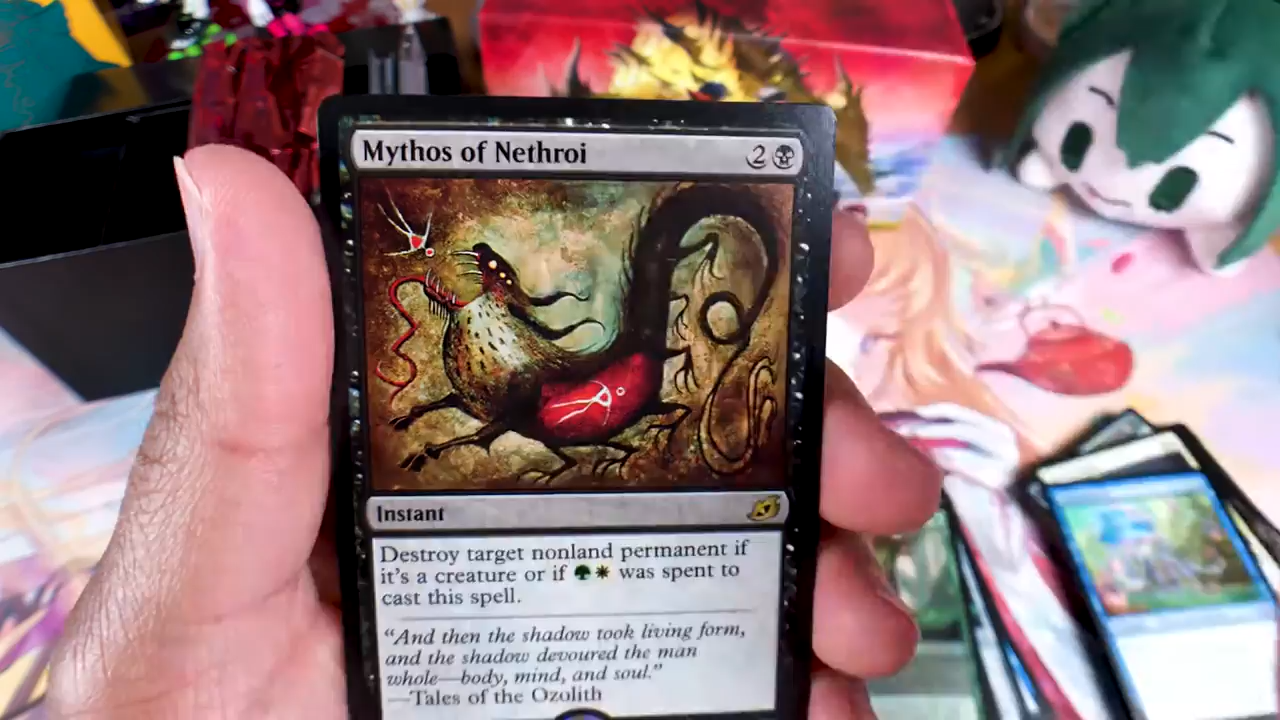 Mythos of Nethroi 2
Instant
Destroy target nonland permanent if
it's a creature or if was spent to
cast this spell.
"And then the shadow took living form,
and the shadow devoured the man
whole—body, mind, and soul."
—Tales of the Ozolith